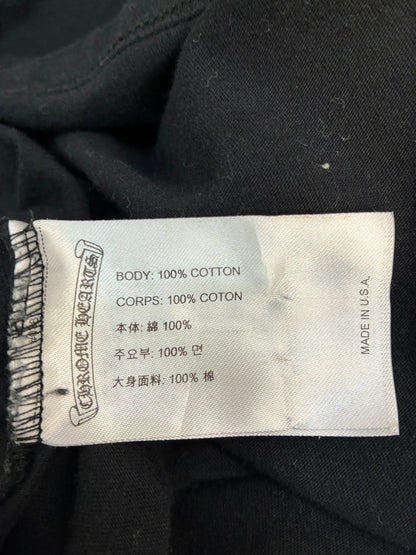 CHROME HEARTS
BODY: 100% COTTON
CORPS: 100% COTON
本体: 綿 100%
주요부: 100% 면
大身面料: 100% 棉
MADE IN U.S.A.